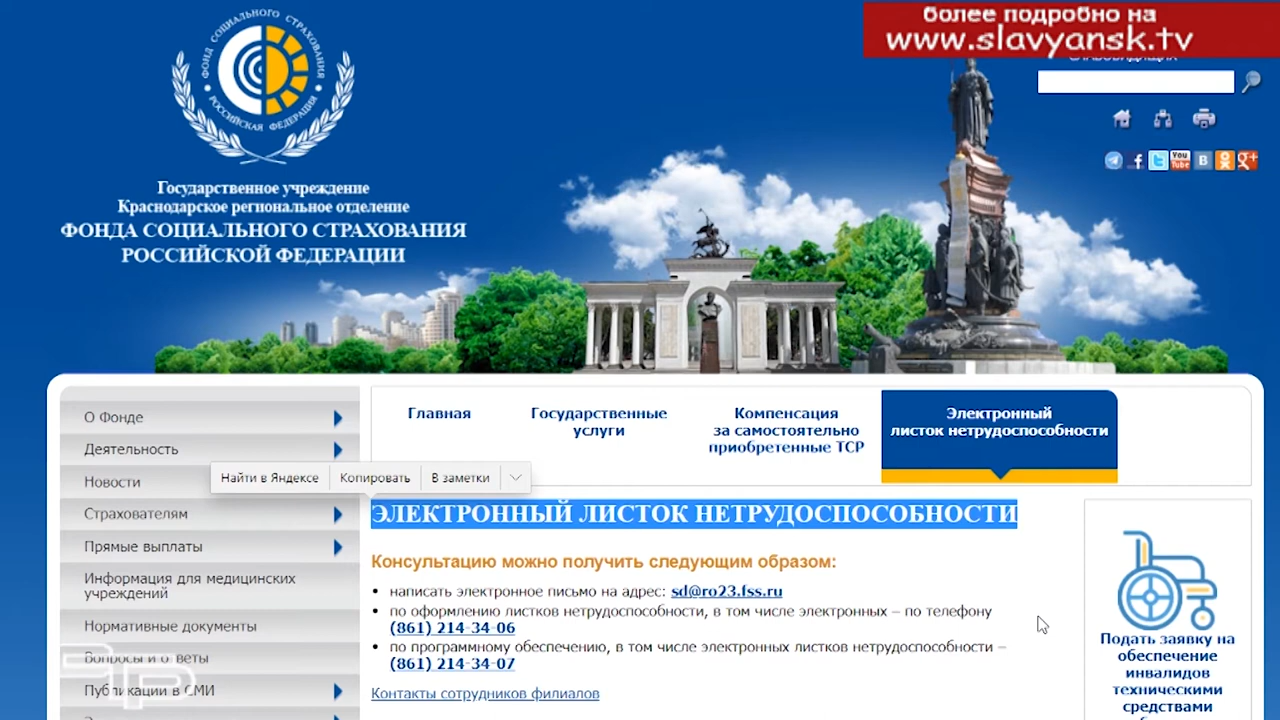 более подробно на
www.slavyansk.tv
ФОНД СОЦИАЛЬНОГО СТРАХОВАНИЯ
РОССИЙСКАЯ ФЕДЕРАЦИЯ
Государственное учреждение
Краснодарское региональное отделение
ФОНДА СОЦИАЛЬНОГО СТРАХОВАНИЯ
РОССИЙСКОЙ ФЕДЕРАЦИИ
You
Tube
О Фонде
Деятельность
Новости
Страхователям
Прямые выплаты
Информация для медицинских
учреждений
Нормативные документы
Вопросы и ответы
Публикации в СМИ
Главная
Государственные
услуги
Компенсация
за самостоятельно
приобретенные ТСР
Электронный
листок нетрудоспособности
Найти в Яндексе
Копировать
В заметки
ЭЛЕКТРОННЫЙ ЛИСТОК НЕТРУДОСПОСОБНОСТИ
Консультацию можно получить следующим образом:
• написать электронное письмо на адрес: sd@ro23.fss.ru
• по оформлению листков нетрудоспособности, в том числе электронных – по телефону
(861) 214-34-06
• по программному обеспечению, в том числе электронных листков нетрудоспособности –
(861) 214-34-07
Контакты сотрудников филиалов
Подать заявку на
обеспечение
инвалидов
техническими
средствами